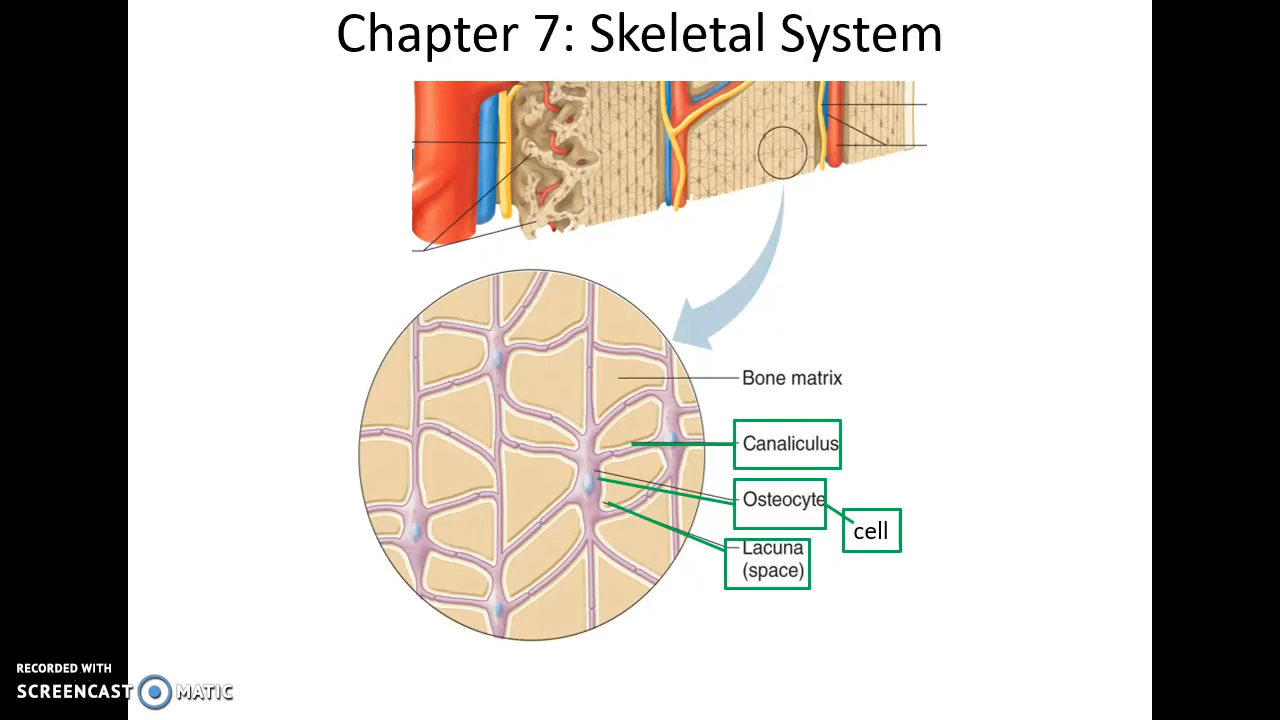 Chapter 7: Skeletal System
Bone matrix
Canaliculus
Osteocyte
cell
Lacuna
(space)
RECORDED WITH
SCREENCAST MATIC